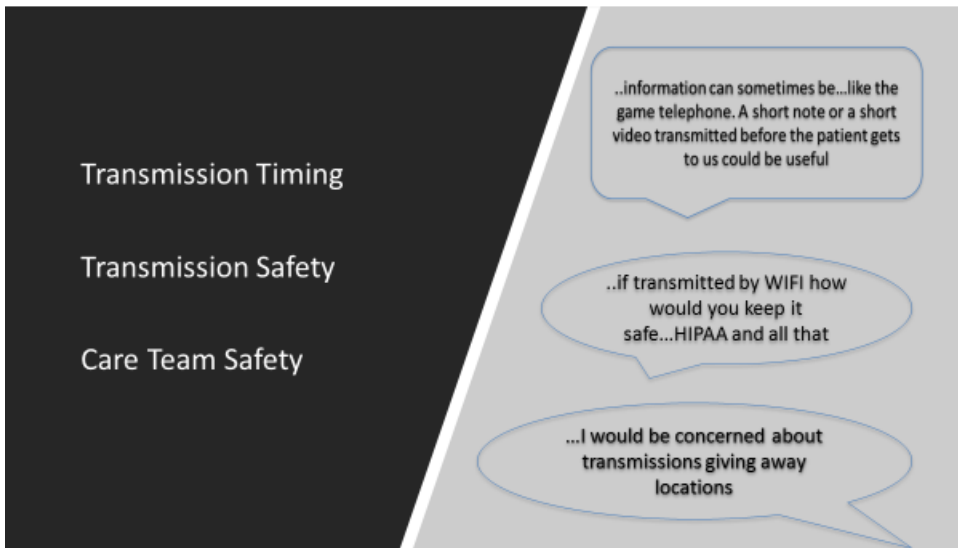 Transmission Timing
Transmission Safety
Care Team Safety
..information can sometimes be...like the
game telephone. A short note or a short
video transmitted before the patient gets
to us could be useful
..if transmitted by WIFI how
would you keep it
safe...HIPAA and all that
...I would be concerned about
transmissions giving away
locations